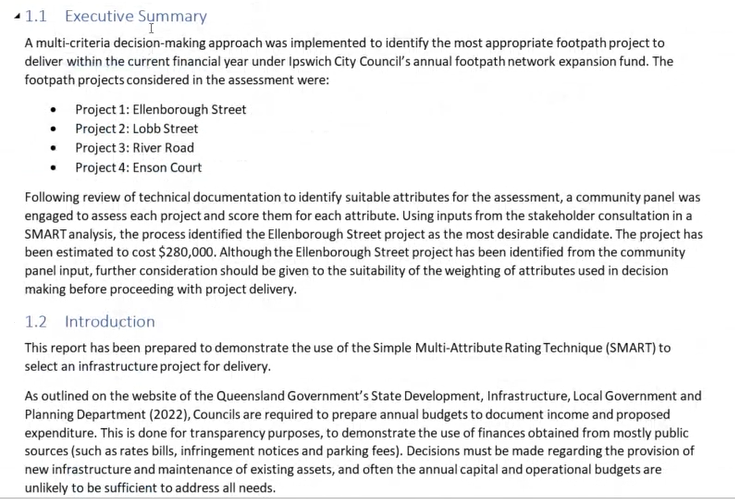 1.1 Executive Summary
A multi-criteria decision-making approach was implemented to identify the most appropriate footpath project to
deliver within the current financial year under Ipswich City Council's annual footpath network expansion fund. The
footpath projects considered in the assessment were:
• Project 1: Ellenborough Street
• Project 2: Lobb Street
• Project 3: River Road
• Project 4: Enson Court
Following review of technical documentation to identify suitable attributes for the assessment, a community panel was
engaged to assess each project and score them for each attribute. Using inputs from the stakeholder consultation in a
SMART analysis, the process identified the Ellenborough Street project as the most desirable candidate. The project has
been estimated to cost $280,000. Although the Ellenborough Street project has been identified from the community
panel input, further consideration should be given to the suitability of the weighting of attributes used in decision
making before proceeding with project delivery.
1.2 Introduction
This report has been prepared to demonstrate the use of the Simple Multi-Attribute Rating Technique (SMART) to
select an infrastructure project for delivery.
As outlined on the website of the Queensland Government's State Development, Infrastructure, Local Government and
Planning Department (2022), Councils are required to prepare annual budgets to document income and proposed
expenditure. This is done for transparency purposes, to demonstrate the use of finances obtained from mostly public
sources (such as rates bills, infringement notices and parking fees). Decisions must be made regarding the provision of
new infrastructure and maintenance of existing assets, and often the annual capital and operational budgets are
unlikely to be sufficient to address all needs.